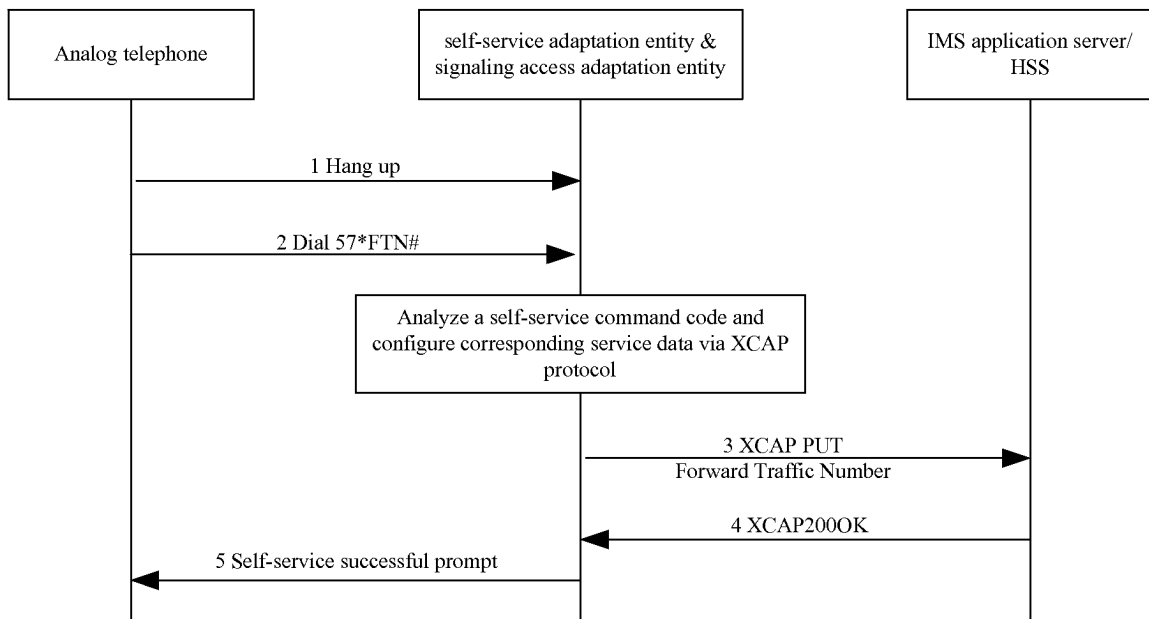 Analog telephone
self-service adaptation entity &
signaling access adaptation entity
IMS application server/
HSS
1 Hang up
2 Dial 57*FTN#
Analyze a self-service command code and
configure corresponding service data via XCAP
protocol
3 XCAP PUT
Forward Traffic Number
4 XCAP200OK
5 Self-service successful prompt